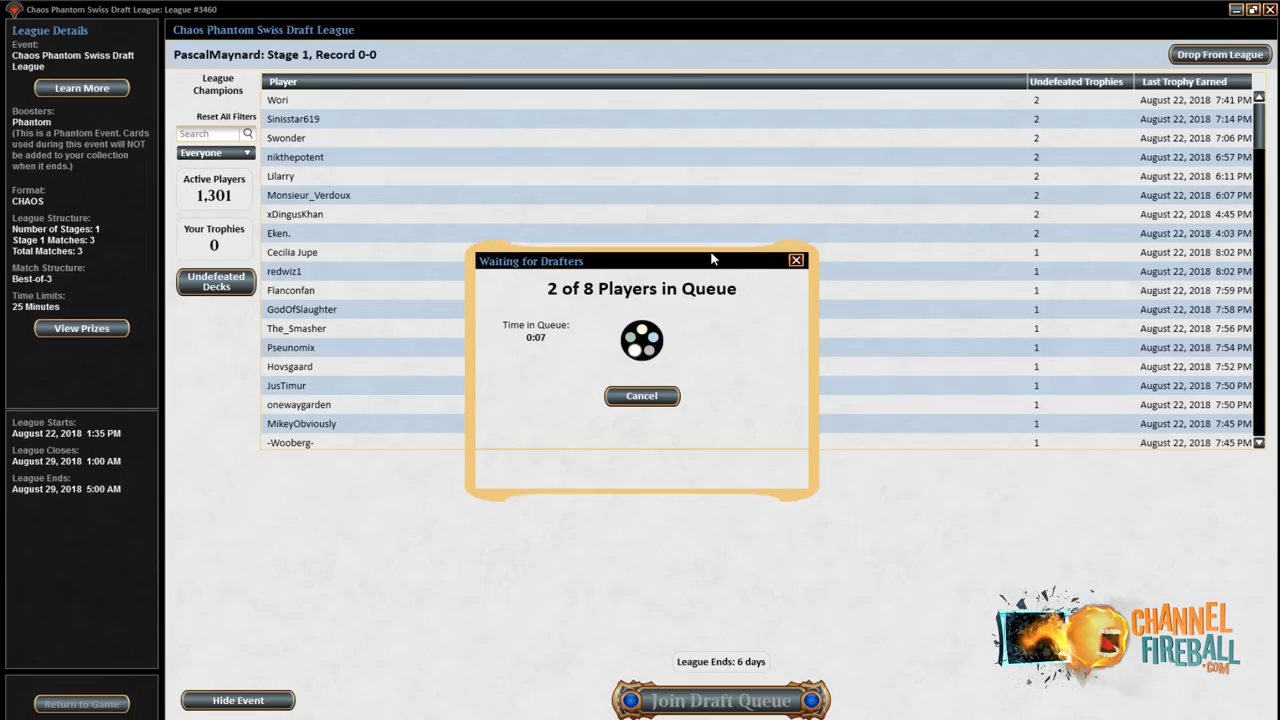 Chaos Phantom Swiss Draft League: League #3460
League Details
Event:
Chaos Phantom Swiss Draft
League
Learn More
Boosters:
Phantom
(This is a Phantom Event. Cards
used during this event will NOT
be added to your collection
when it ends.)
Format:
CHAOS
League Structure:
Number of Stages: 1
Stage 1 Matches: 3
Total Matches: 3
Match Structure:
Best-of-3
Time Limits:
25 Minutes
View Prizes
League Starts:
August 22, 2018 1:35 PM
League Closes:
August 29, 2018 1:00 AM
League Ends:
August 29, 2018 5:00 AM
Return to Game
Chaos Phantom Swiss Draft League
PascalMaynard: Stage 1, Record 0-0
Drop From League
League
Champions
Reset All Filters
Search
Everyone
Active Players
1,301
Your Trophies
0
Undefeated
Decks
Player Undefeated Trophies Last Trophy Earned
Wori 2 August 22, 2018 7:41 PM
Sinisstar619 2 August 22, 2018 7:14 PM
Swonder 2 August 22, 2018 7:06 PM
nikthepotent 2 August 22, 2018 6:57 PM
Lilarry 2 August 22, 2018 6:11 PM
Monsieur_Verdoux 2 August 22, 2018 6:07 PM
xDingusKhan 2 August 22, 2018 4:45 PM
Eken. 2 August 22, 2018 4:03 PM
Cecilia Jupe 1 August 22, 2018 8:02 PM
redwiz1 1 August 22, 2018 8:02 PM
Flanconfan 1 August 22, 2018 7:59 PM
GodOfSlaughter 1 August 22, 2018 7:58 PM
The_Smasher 1 August 22, 2018 7:56 PM
Pseunomix 1 August 22, 2018 7:54 PM
Hovsgaard 1 August 22, 2018 7:52 PM
JusTimur 1 August 22, 2018 7:50 PM
onewaygarden 1 August 22, 2018 7:50 PM
MikeyObviously 1 August 22, 2018 7:45 PM
-Wooberg- 1 August 22, 2018 7:45 PM
Waiting for Drafters
2 of 8 Players in Queue
Time in Queue:
0:07
Cancel
CHANNEL
FIREBALL
.COM
League Ends: 6 days
Hide Event
Join Draft Queue